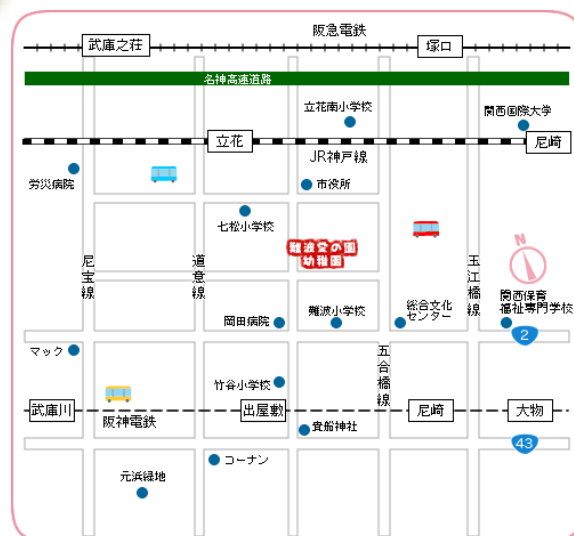 阪急電鉄
武庫之荘
塚口
名神高速道路
立花南小学校
関西国際大学
立花
尼崎
JR神戸線
労災病院
市役所
七松小学校
難波愛の園
幼稚園
N
尼宝線
道意線
玉江橋線
関西保育
福祉専門学校
岡田病院
難波小学校
総合文化
センター
2
マック
五合橋線
竹谷小学校
武庫川
出屋敷
尼崎
大物
阪神電鉄
貴船神社
43
コーナン
元浜緑地